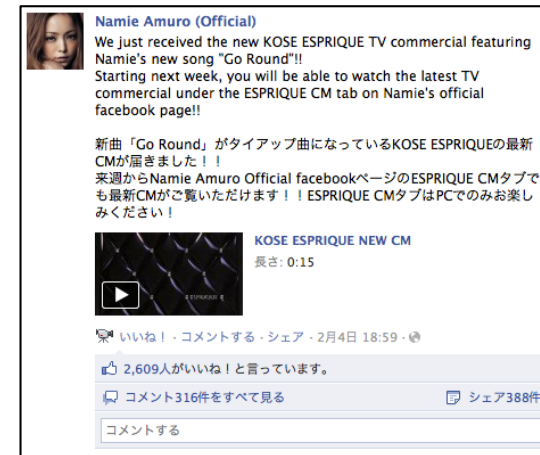 Namie Amuro (Official)
We just received the new KOSE ESPRIQUE TV commercial featuring
Namie's new song "Go Round"!!
Starting next week, you will be able to watch the latest TV
commercial under the ESPRIQUE CM tab on Namie's official
facebook page!!
新曲「Go Round」がタイアップ曲になっているKOSE ESPRIQUEの最新
CMが届きました！！
来週からNamie Amuro Official facebookページのESPRIQUE CMタブで
も最新CMがご覧いただけます！！ESPRIQUE CMタブはPCでのみお楽し
みください！
KOSE ESPRIQUE NEW CM
長さ: 0:15
ESPRIQUE
いいね！ · コメントする · シェア · 2月4日 18:59 ·
2,609人がいいね！と言っています。
コメント316件をすべて見る シェア388件
コメントする